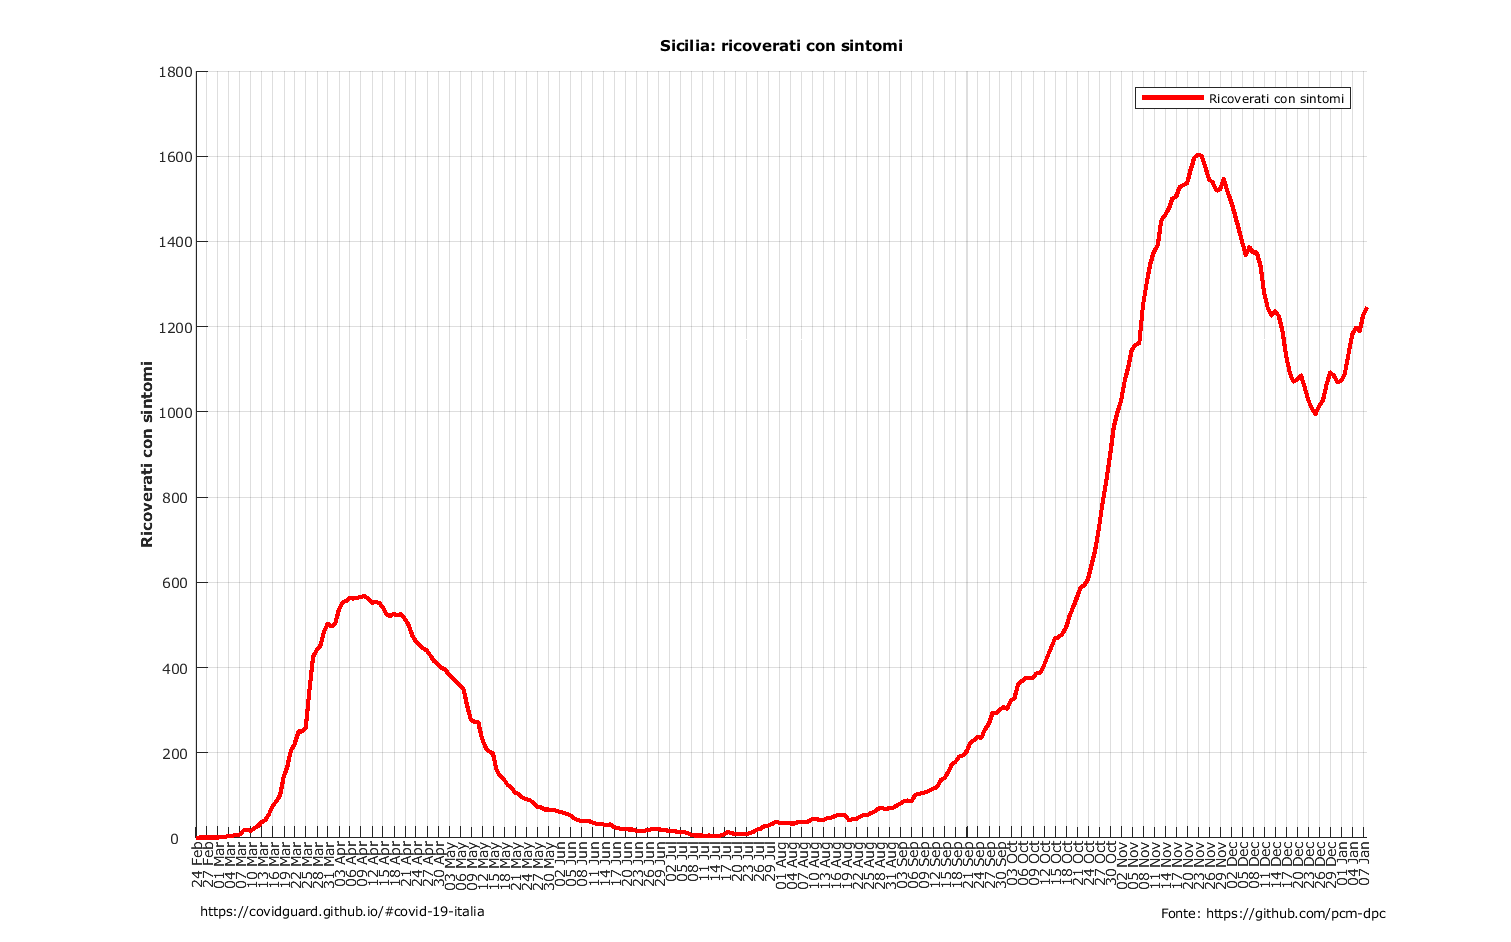 Sicilia: ricoverati con sintomi
Ricoverati con sintomi
Ricoverati con sintomi
1800
1600
1400
1200
1000
800
600
400
200
0
24 Feb
27 Feb
01 Mar
04 Mar
07 Mar
10 Mar
13 Mar
16 Mar
19 Mar
22 Mar
25 Mar
28 Mar
31 Mar
03 Apr
06 Apr
09 Apr
12 Apr
15 Apr
18 Apr
21 Apr
24 Apr
27 Apr
30 Apr
03 May
06 May
09 May
12 May
15 May
18 May
21 May
24 May
27 May
30 May
02 Jun
05 Jun
08 Jun
11 Jun
14 Jun
17 Jun
20 Jun
23 Jun
26 Jun
29 Jun
02 Jul
05 Jul
08 Jul
11 Jul
14 Jul
17 Jul
20 Jul
23 Jul
26 Jul
29 Jul
01 Aug
04 Aug
07 Aug
10 Aug
13 Aug
16 Aug
19 Aug
22 Aug
25 Aug
28 Aug
31 Aug
03 Sep
06 Sep
09 Sep
12 Sep
15 Sep
18 Sep
21 Sep
24 Sep
27 Sep
30 Sep
03 Oct
06 Oct
09 Oct
12 Oct
15 Oct
18 Oct
21 Oct
24 Oct
27 Oct
30 Oct
02 Nov
05 Nov
08 Nov
11 Nov
14 Nov
17 Nov
20 Nov
23 Nov
26 Nov
29 Nov
02 Dec
05 Dec
08 Dec
11 Dec
14 Dec
17 Dec
20 Dec
23 Dec
26 Dec
29 Dec
01 Jan
04 Jan
07 Jan
https://covidguard.github.io/#covid-19-italia
Fonte: https://github.com/pcm-dpc